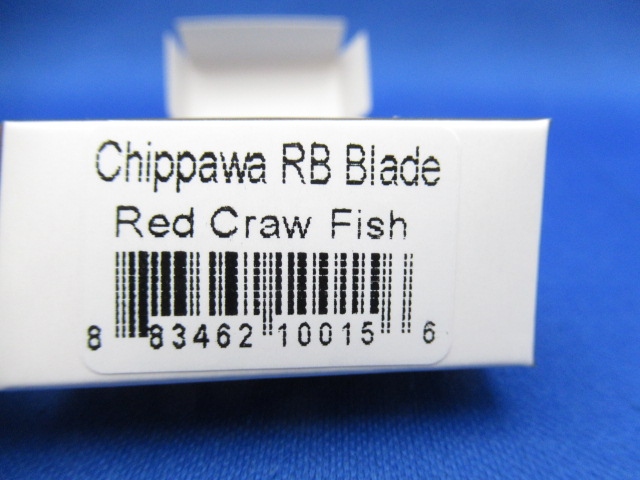 Chippawa RB Blade
Red Craw Fish
8 83462 10015 6